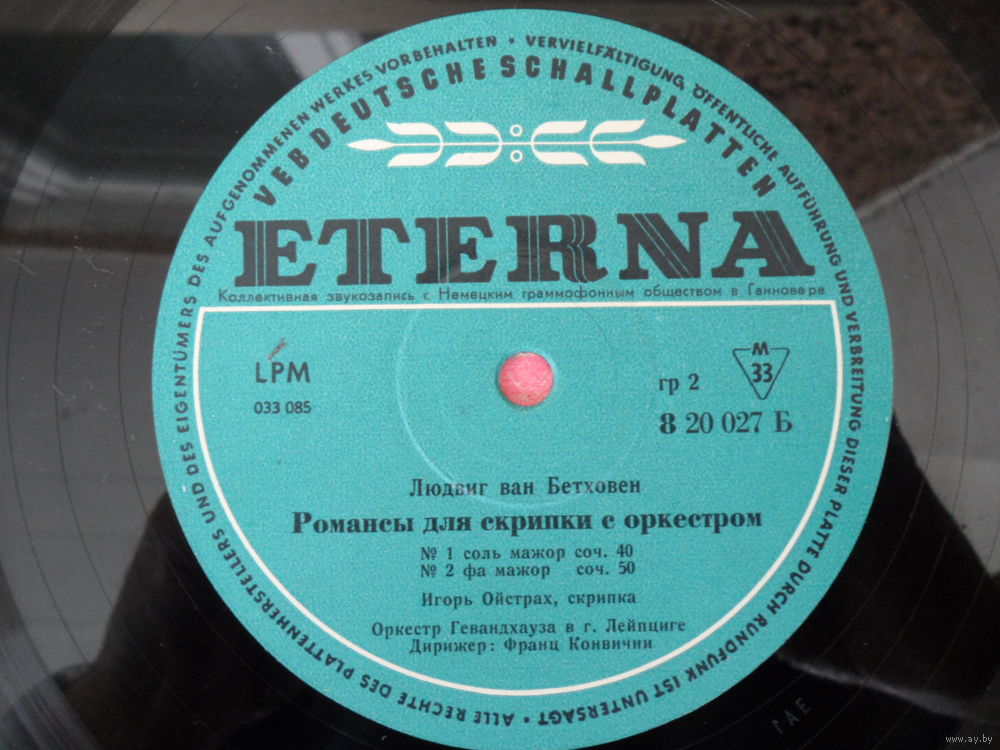 ALLE RECHTE DES PLATTENHERSTELLERS UND DES EIGENTÜMERS DES AUFGENOMMENEN WERKES VORBEHALTEN • VERVIELFÄLTIGUNG, ÖFFENTLICHE AUFFÜHRUNG UND VERBREITUNG DIESER PLATTE DURCH RUNDFUNK IST UNTERSAGT •
VEB DEUTSCHE SCHALLPLATTEN
ETERNA
Коллективная звукозапись с Немецким граммофонным обществом в Ганновере
LPM
033 085
M
33
гр 2
8 20 027 Б
Людвиг ван Бетховен
Романсы для скрипки с оркестром
№ 1 соль мажор соч. 40
№ 2 фа мажор соч. 50
Игорь Ойстрах, скрипка
Оркестр Гевандхауза в г. Лейпциге
Дирижер: Франц Конвични
www.ay.by